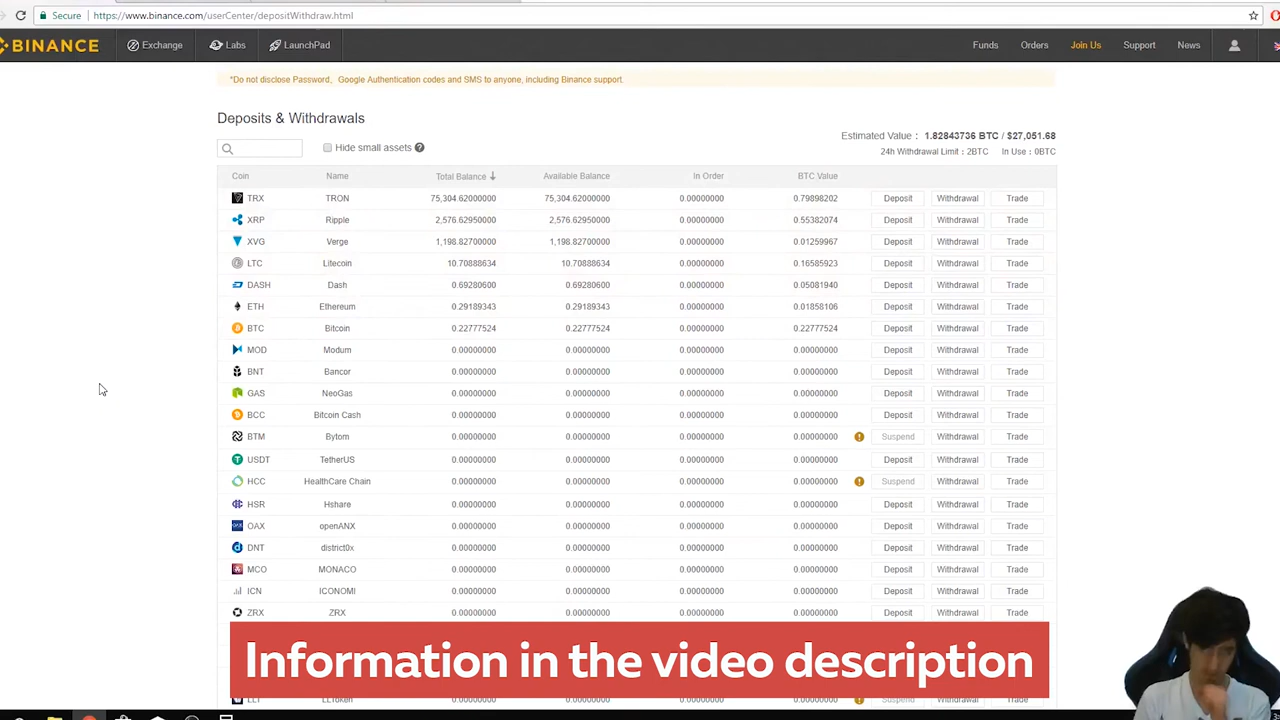 Secure https://www.binance.com/userCenter/depositWithdraw.html
BINANCE Exchange Labs LaunchPad Funds Orders Join Us Support News
*Do not disclose Password、Google Authentication codes and SMS to anyone, including Binance support.
Deposits & Withdrawals
Estimated Value : 1.82843736 BTC / $27,051.68
Hide small assets ?
24h Withdrawal Limit : 2BTC In Use : 0BTC
Coin Name Total Balance ↓ Available Balance In Order BTC Value
TRX TRON 75,304.62000000 75,304.62000000 0.00000000 0.79898202 Deposit Withdrawal Trade
XRP Ripple 2,576.62950000 2,576.62950000 0.00000000 0.55382074 Deposit Withdrawal Trade
XVG Verge 1,198.82700000 1,198.82700000 0.00000000 0.01259967 Deposit Withdrawal Trade
LTC Litecoin 10.70888634 10.70888634 0.00000000 0.16585923 Deposit Withdrawal Trade
DASH Dash 0.69280600 0.69280600 0.00000000 0.05081940 Deposit Withdrawal Trade
ETH Ethereum 0.29189343 0.29189343 0.00000000 0.01858106 Deposit Withdrawal Trade
BTC Bitcoin 0.22777524 0.22777524 0.00000000 0.22777524 Deposit Withdrawal Trade
MOD Modum 0.00000000 0.00000000 0.00000000 0.00000000 Deposit Withdrawal Trade
BNT Bancor 0.00000000 0.00000000 0.00000000 0.00000000 Deposit Withdrawal Trade
GAS NeoGas 0.00000000 0.00000000 0.00000000 0.00000000 Deposit Withdrawal Trade
BCC Bitcoin Cash 0.00000000 0.00000000 0.00000000 0.00000000 Deposit Withdrawal Trade
BTM Bytom 0.00000000 0.00000000 0.00000000 0.00000000 Suspend Withdrawal Trade
USDT TetherUS 0.00000000 0.00000000 0.00000000 0.00000000 Deposit Withdrawal Trade
HCC HealthCare Chain 0.00000000 0.00000000 0.00000000 0.00000000 Suspend Withdrawal Trade
HSR Hshare 0.00000000 0.00000000 0.00000000 0.00000000 Deposit Withdrawal Trade
OAX openANX 0.00000000 0.00000000 0.00000000 0.00000000 Deposit Withdrawal Trade
DNT district0x 0.00000000 0.00000000 0.00000000 0.00000000 Deposit Withdrawal Trade
MCO MONACO 0.00000000 0.00000000 0.00000000 0.00000000 Deposit Withdrawal Trade
ICN ICONOMI 0.00000000 0.00000000 0.00000000 0.00000000 Deposit Withdrawal Trade
ZRX ZRX 0.00000000 0.00000000 0.00000000 0.00000000 Deposit Withdrawal Trade
Information in the video description